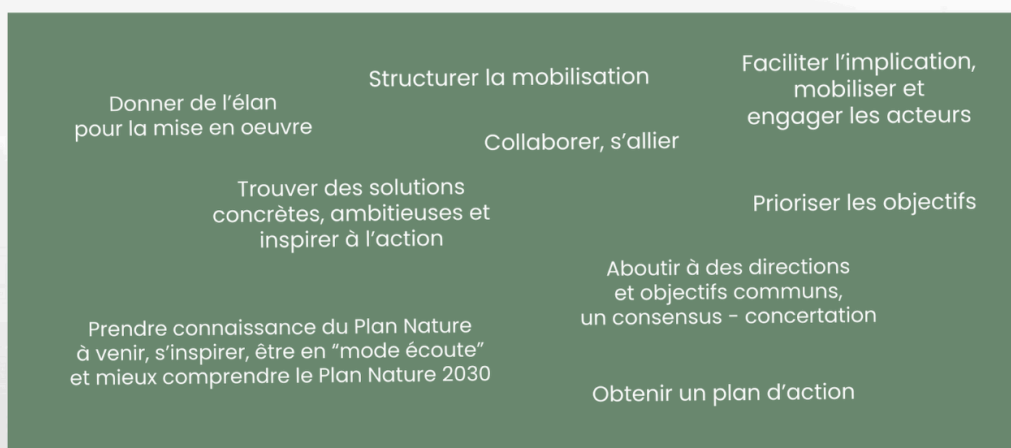 Structurer la mobilisation
Faciliter l'implication,
mobiliser et
engager les acteurs
Donner de l'élan
pour la mise en oeuvre
Collaborer, s'allier
Trouver des solutions
concrètes, ambitieuses et
inspirer à l'action
Prioriser les objectifs
Aboutir à des directions
et objectifs communs,
un consensus - concertation
Prendre connaissance du Plan Nature
à venir, s'inspirer, être en “mode écoute”
et mieux comprendre le Plan Nature 2030
Obtenir un plan d'action